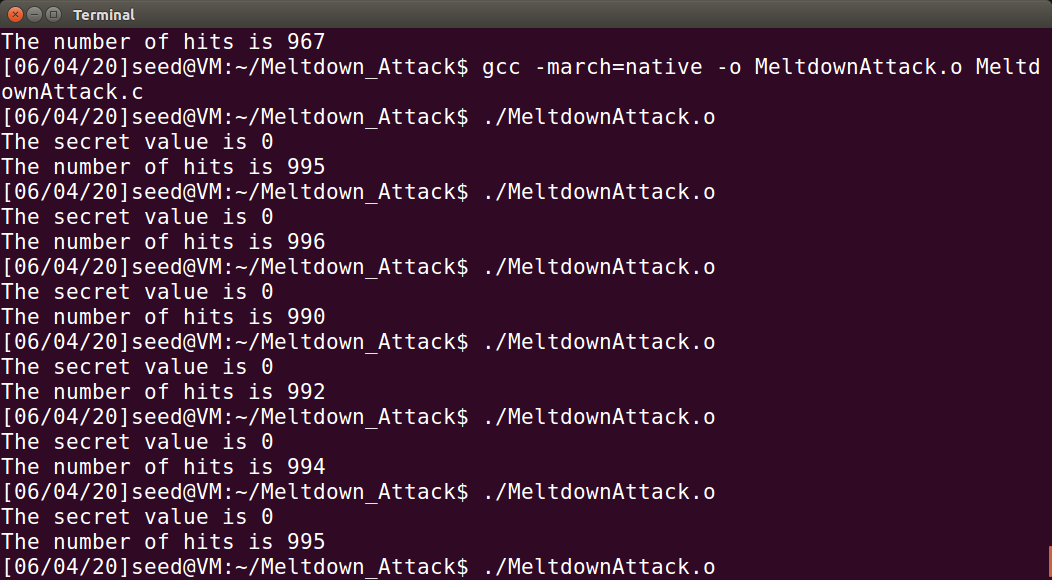 Terminal
The number of hits is 967
[06/04/20]seed@VM:~/Meltdown_Attack$ gcc -march=native -o MeltdownAttack.o Meltd
ownAttack.c
[06/04/20]seed@VM:~/Meltdown_Attack$ ./MeltdownAttack.o
The secret value is 0
The number of hits is 995
[06/04/20]seed@VM:~/Meltdown_Attack$ ./MeltdownAttack.o
The secret value is 0
The number of hits is 996
[06/04/20]seed@VM:~/Meltdown_Attack$ ./MeltdownAttack.o
The secret value is 0
The number of hits is 990
[06/04/20]seed@VM:~/Meltdown_Attack$ ./MeltdownAttack.o
The secret value is 0
The number of hits is 992
[06/04/20]seed@VM:~/Meltdown_Attack$ ./MeltdownAttack.o
The secret value is 0
The number of hits is 994
[06/04/20]seed@VM:~/Meltdown_Attack$ ./MeltdownAttack.o
The secret value is 0
The number of hits is 995
[06/04/20]seed@VM:~/Meltdown_Attack$ ./MeltdownAttack.o